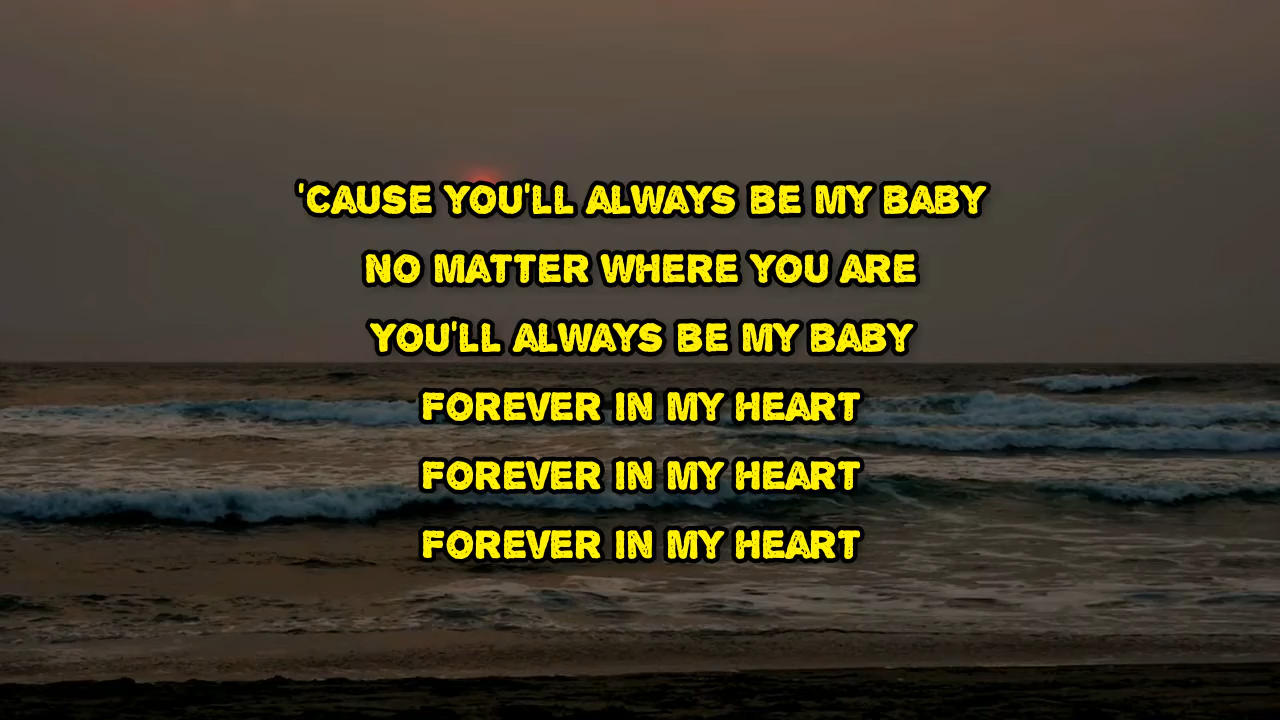 'CAUSE YOU'LL ALWAYS BE MY BABY
NO MATTER WHERE YOU ARE
YOU'LL ALWAYS BE MY BABY
FOREVER IN MY HEART
FOREVER IN MY HEART
FOREVER IN MY HEART